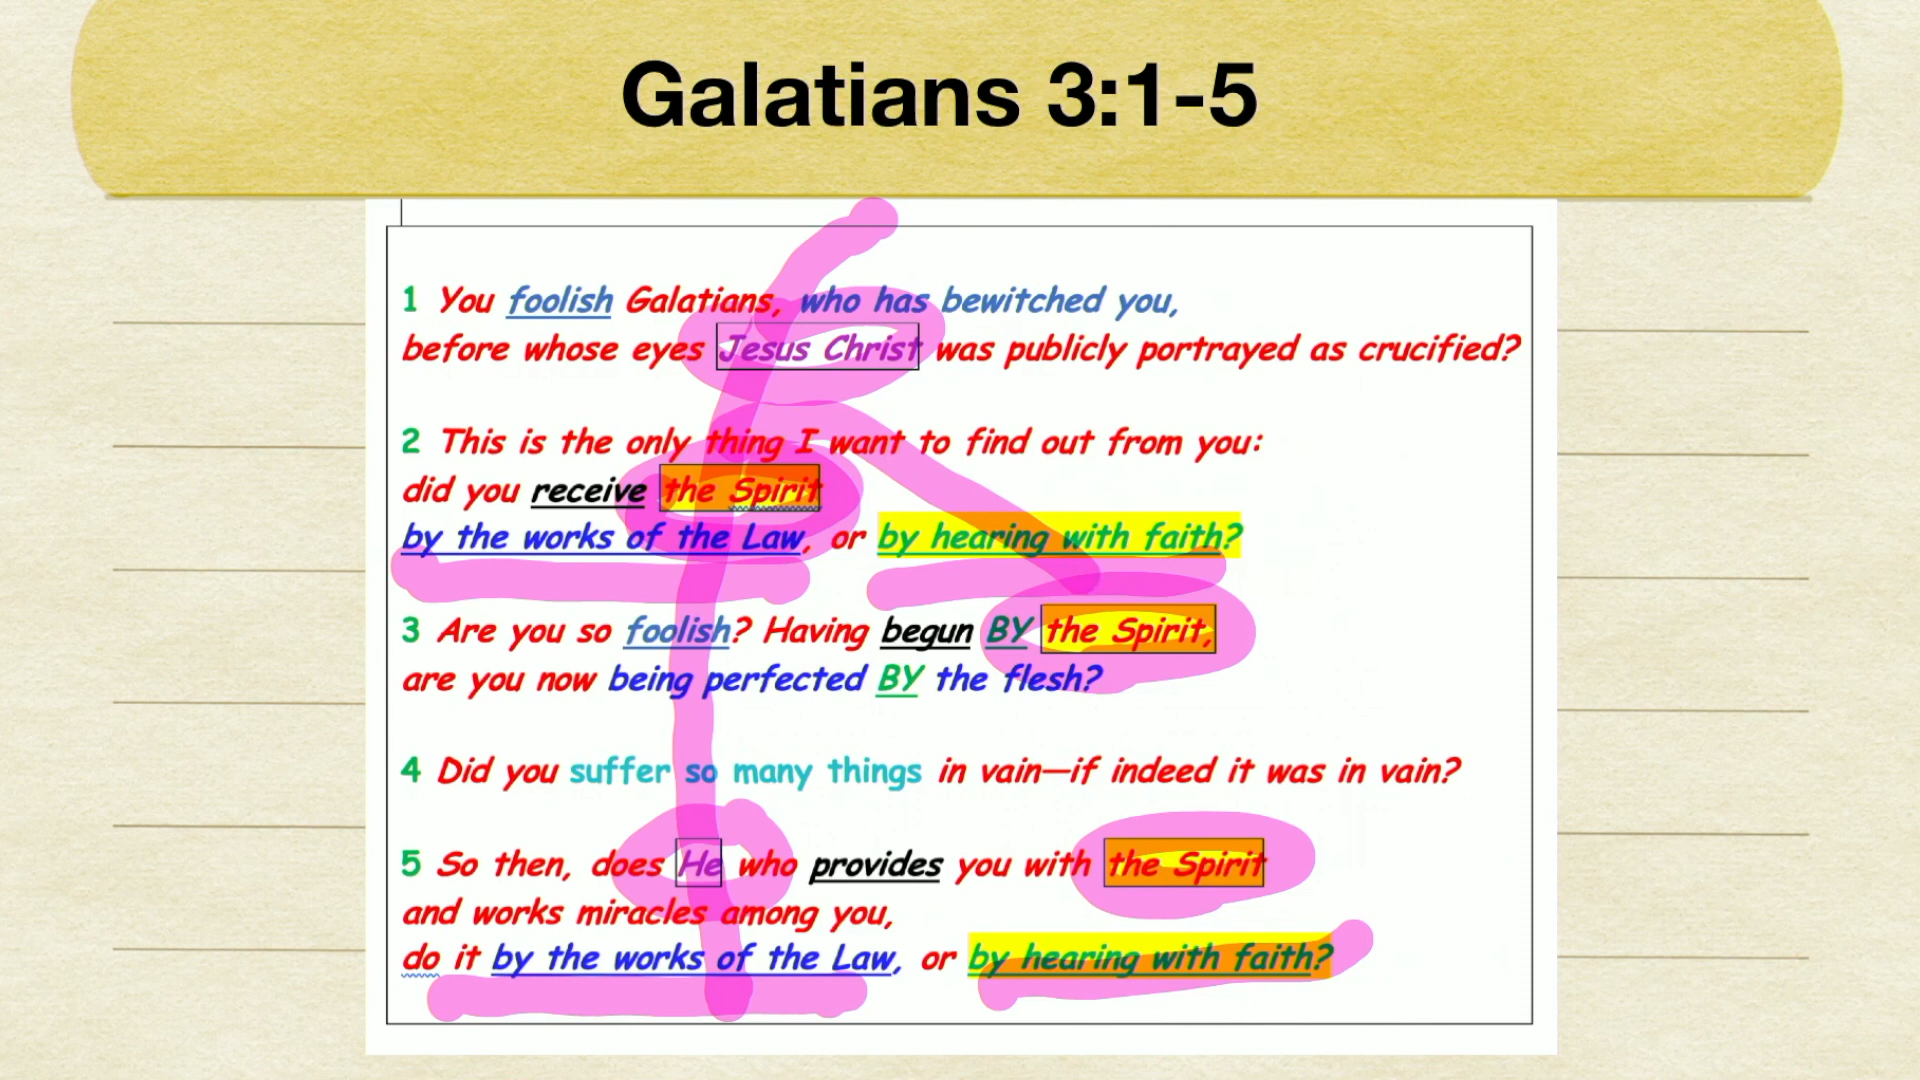 Galatians 3:1-5
1 You foolish Galatians, who has bewitched you,
before whose eyes Jesus Christ was publicly portrayed as crucified?
2 This is the only thing I want to find out from you:
did you receive the Spirit
by the works of the Law, or by hearing with faith?
3 Are you so foolish? Having begun BY the Spirit,
are you now being perfected BY the flesh?
4 Did you suffer so many things in vain—if indeed it was in vain?
5 So then, does He who provides you with the Spirit
and works miracles among you,
do it by the works of the Law, or by hearing with faith?